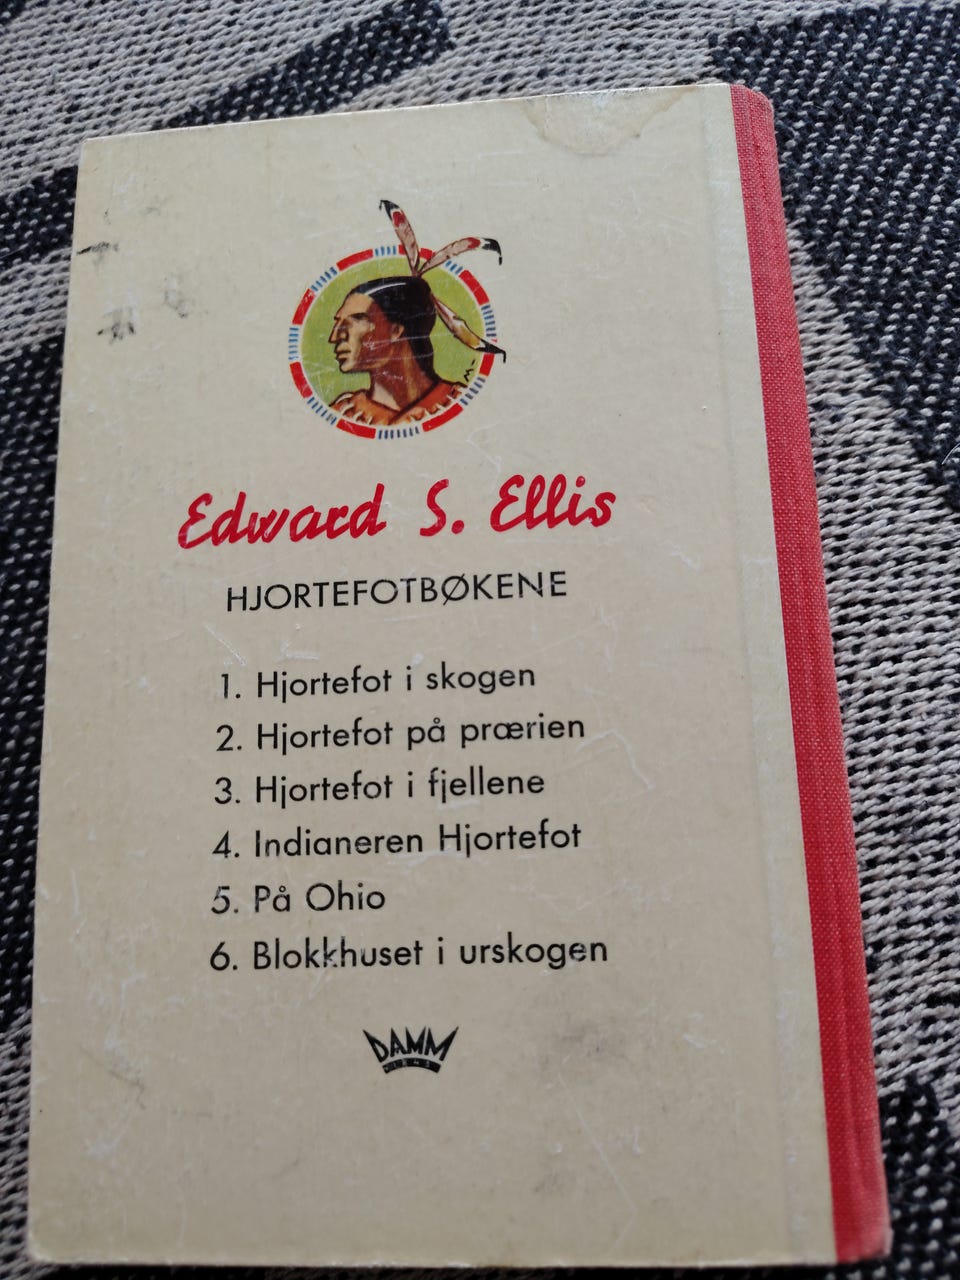 Edward S. Ellis
HJORTEFOTBØKENE
1. Hjortefot i skogen
2. Hjortefot på prærien
3. Hjortefot i fjellene
4. Indianeren Hjortefot
5. På Ohio
6. Blokkhuset i urskogen
DAMM
1843